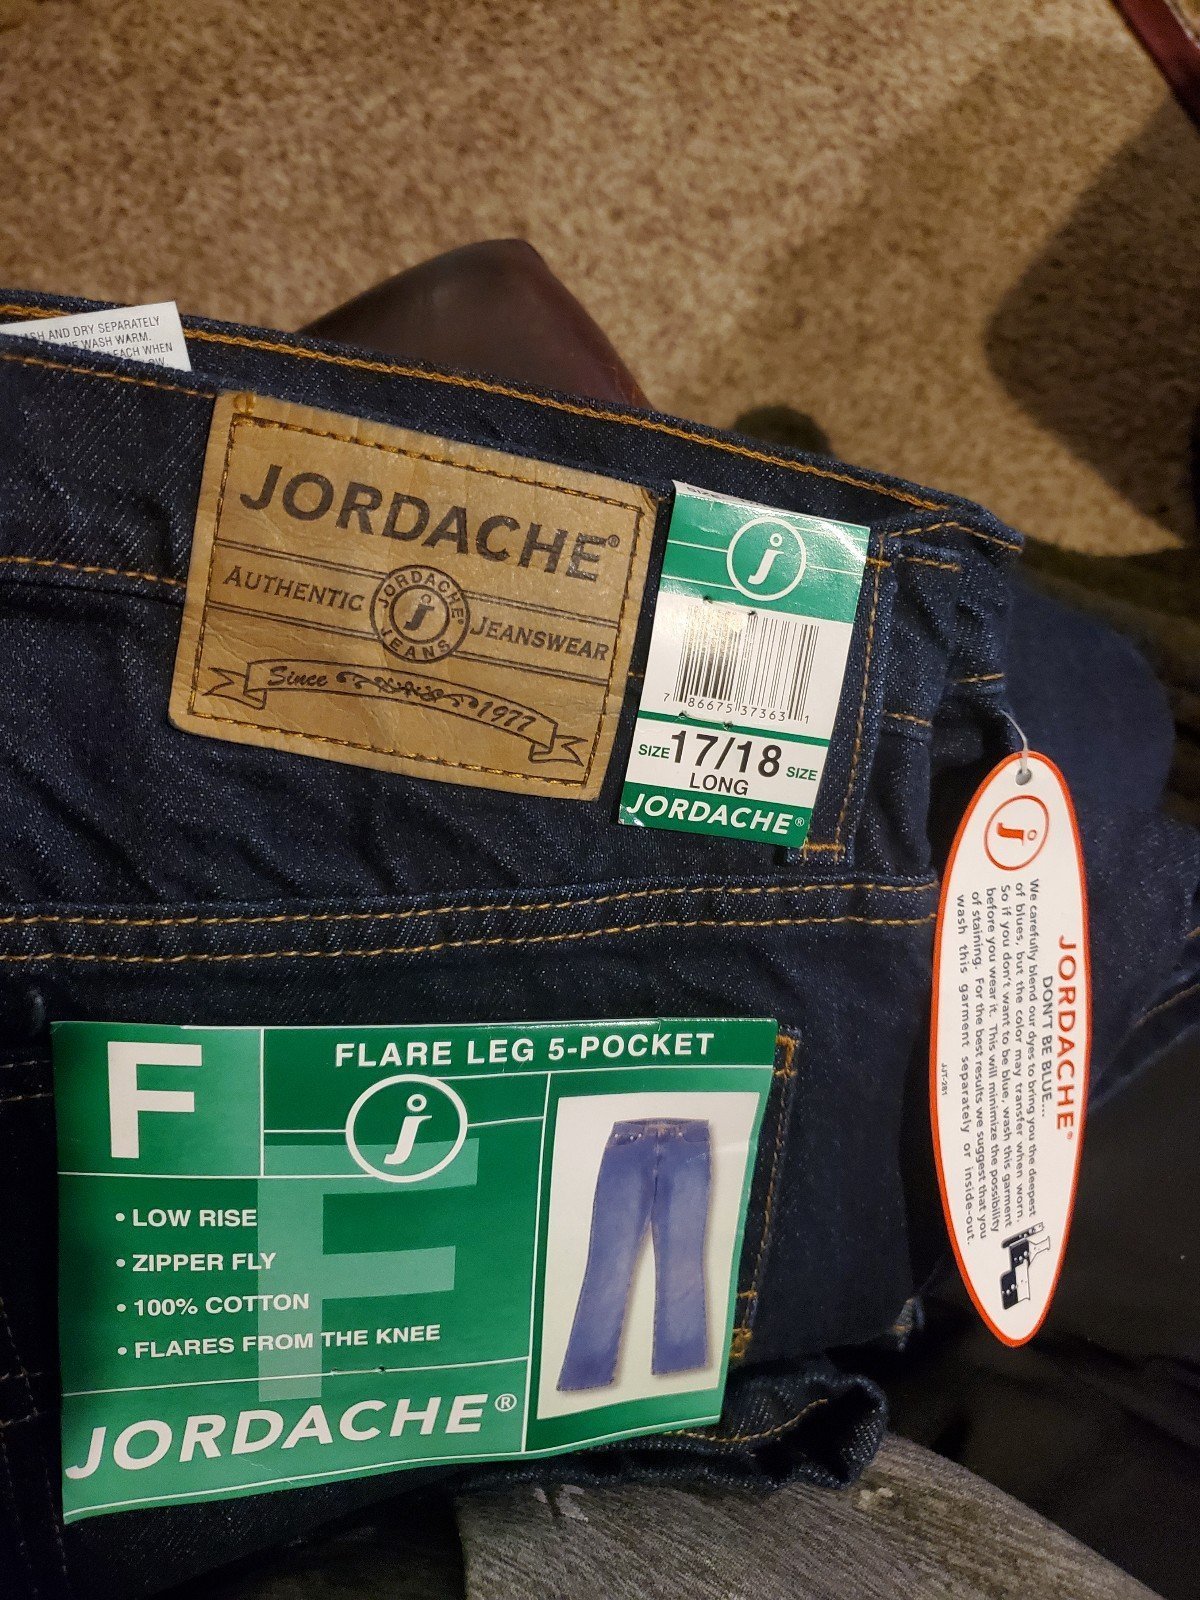 ASH AND DRY SEPARATELY
WASH WARM.
EACH WHEN
JORDACHE®
AUTHENTIC
JORDACHE®
j
JEANS
JEANSWEAR
Since 1977
j
7 86675 37363 1
SIZE 17/18 SIZE
LONG
JORDACHE®
j
JORDACHE®
DON'T BE BLUE...
We carefully blend our dyes to bring you the deepest
of blues, but the color may transfer when worn.
So if you don't want to be blue, wash this garment
before you wear it. This will minimize the possibility
of staining. For the best results we suggest that you
wash this garment separately or inside-out.
JJT-281
F
FLARE LEG 5-POCKET
j
F
• LOW RISE
• ZIPPER FLY
• 100% COTTON
• FLARES FROM THE KNEE
JORDACHE®